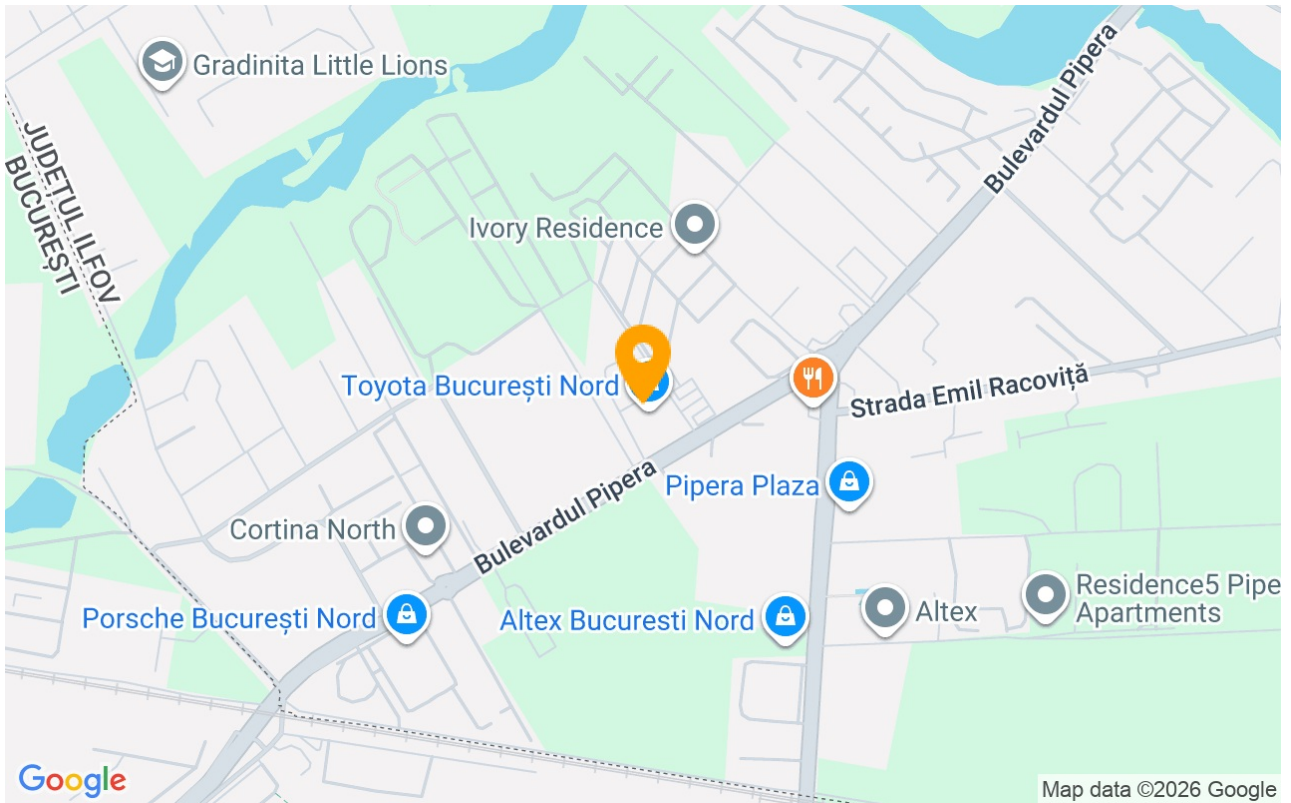 Gradinita Little Lions
Bulevardul Pipera
JUDEȚUL ILFOV
BUCUREȘTI
Ivory Residence
Toyota București Nord
Strada Emil Racoviță
Bulevardul Pipera
Pipera Plaza
Cortina North
Residence5 Pipe
Apartments
Porsche București Nord
Altex Bucuresti Nord
Altex
Google
Map data ©2026 Google